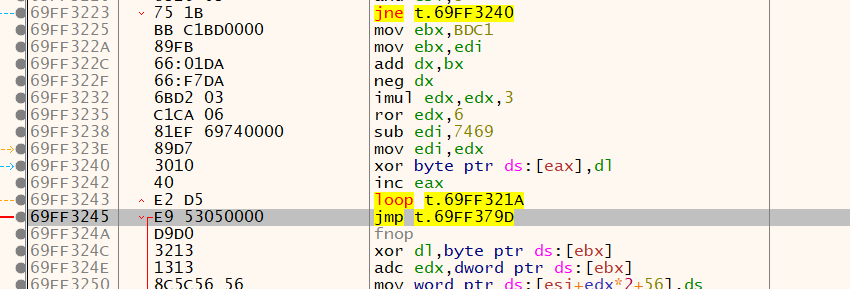 69FF3223 75 1B jne t.69FF3240
69FF3225 BB C1BD0000 mov ebx,BDC1
69FF322A 89FB mov ebx,edi
69FF322C 66:01DA add dx,bx
69FF322F 66:F7DA neg dx
69FF3232 6BD2 03 imul edx,edx,3
69FF3235 C1CA 06 ror edx,6
69FF3238 81EF 69740000 sub edi,7469
69FF323E 89D7 mov edi,edx
69FF3240 3010 xor byte ptr ds:[eax],dl
69FF3242 40 inc eax
69FF3243 E2 D5 loop t.69FF321A
69FF3245 E9 53050000 jmp t.69FF379D
69FF324A D9D0 fnop
69FF324C 3213 xor dl,byte ptr ds:[ebx]
69FF324E 1313 adc edx,dword ptr ds:[ebx]
69FF3250 8C5C56 56 mov word ptr ds:[esi+edx*2+56],ds